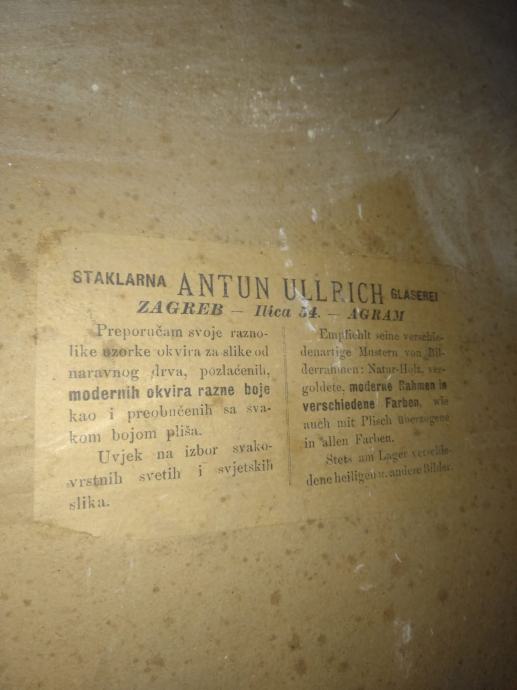 STAKLARNA ANTUN ULLRICH GLASEREI
ZAGREB — Ilica 54. — AGRAM
Preporučam svoje razno-
like uzorke okvira za slike od
naravnog drva, pozlaćenih,
modernih okvira razne boje
kao i preobučenih sa sva-
kom bojom pliša.
Uvjek na izbor svako-
vrstnih svetih i svjetskih
slika.
Empfichlt seine verschie-
denartige Mustern von Bil-
derrahmen: Natur-Holz, ver-
goldete, moderne Rahmen in
verschiedene Farben, wie
auch mit Plisch überzogene
in allen Farben.
Stets am Lager verschie-
dene heiligen u. andere Bilder.